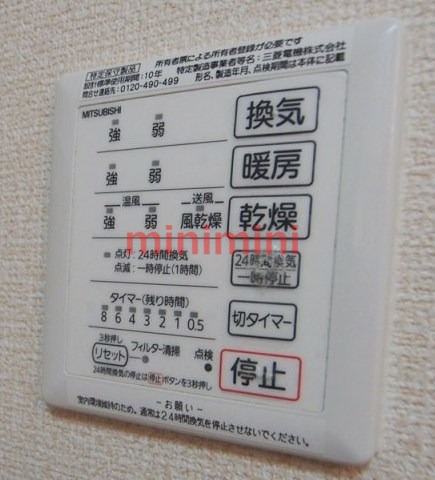 所有者票による所有者登録が必要です
特定保守製品
設計標準使用期間:10年 特定製造事業者等名:三菱電機株式会社
問合せ連絡先:0120-490-499 形名、製造年月、点検期間は本体に記載
MITSUBISHI
強 弱 換気
強 弱 暖房
温風 送風
強 弱 風乾燥 乾燥
minimini
点灯:24時間換気
点滅:一時停止(1時間)
24時間換気
一時停止
タイマー(残り時間)
8 6 4 3 2 1 0.5
切タイマー
3秒押し
リセット フィルター清掃 点検
24時間換気の停止は停止ボタンを3秒押し
停止
－お願い－
室内環境維持のため、通常は24時間換気を停止させないでください。